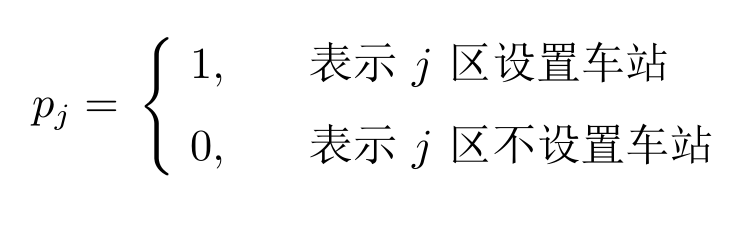 p_j = { 1, 表示 j 区设置车站
0, 表示 j 区不设置车站